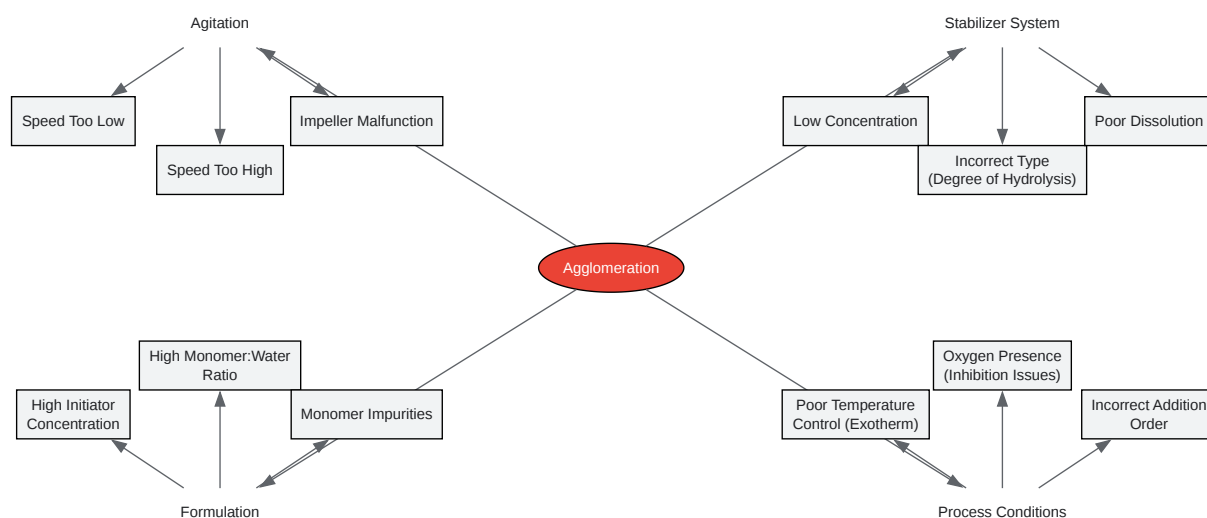 Agitation
Stabilizer System
Speed Too Low
Impeller Malfunction
Low Concentration
Poor Dissolution
Speed Too High
Incorrect Type
(Degree of Hydrolysis)
Agglomeration
High Monomer:Water
Ratio
Oxygen Presence
(Inhibition Issues)
High Initiator
Concentration
Monomer Impurities
Poor Temperature
Control (Exotherm)
Incorrect Addition
Order
Formulation
Process Conditions